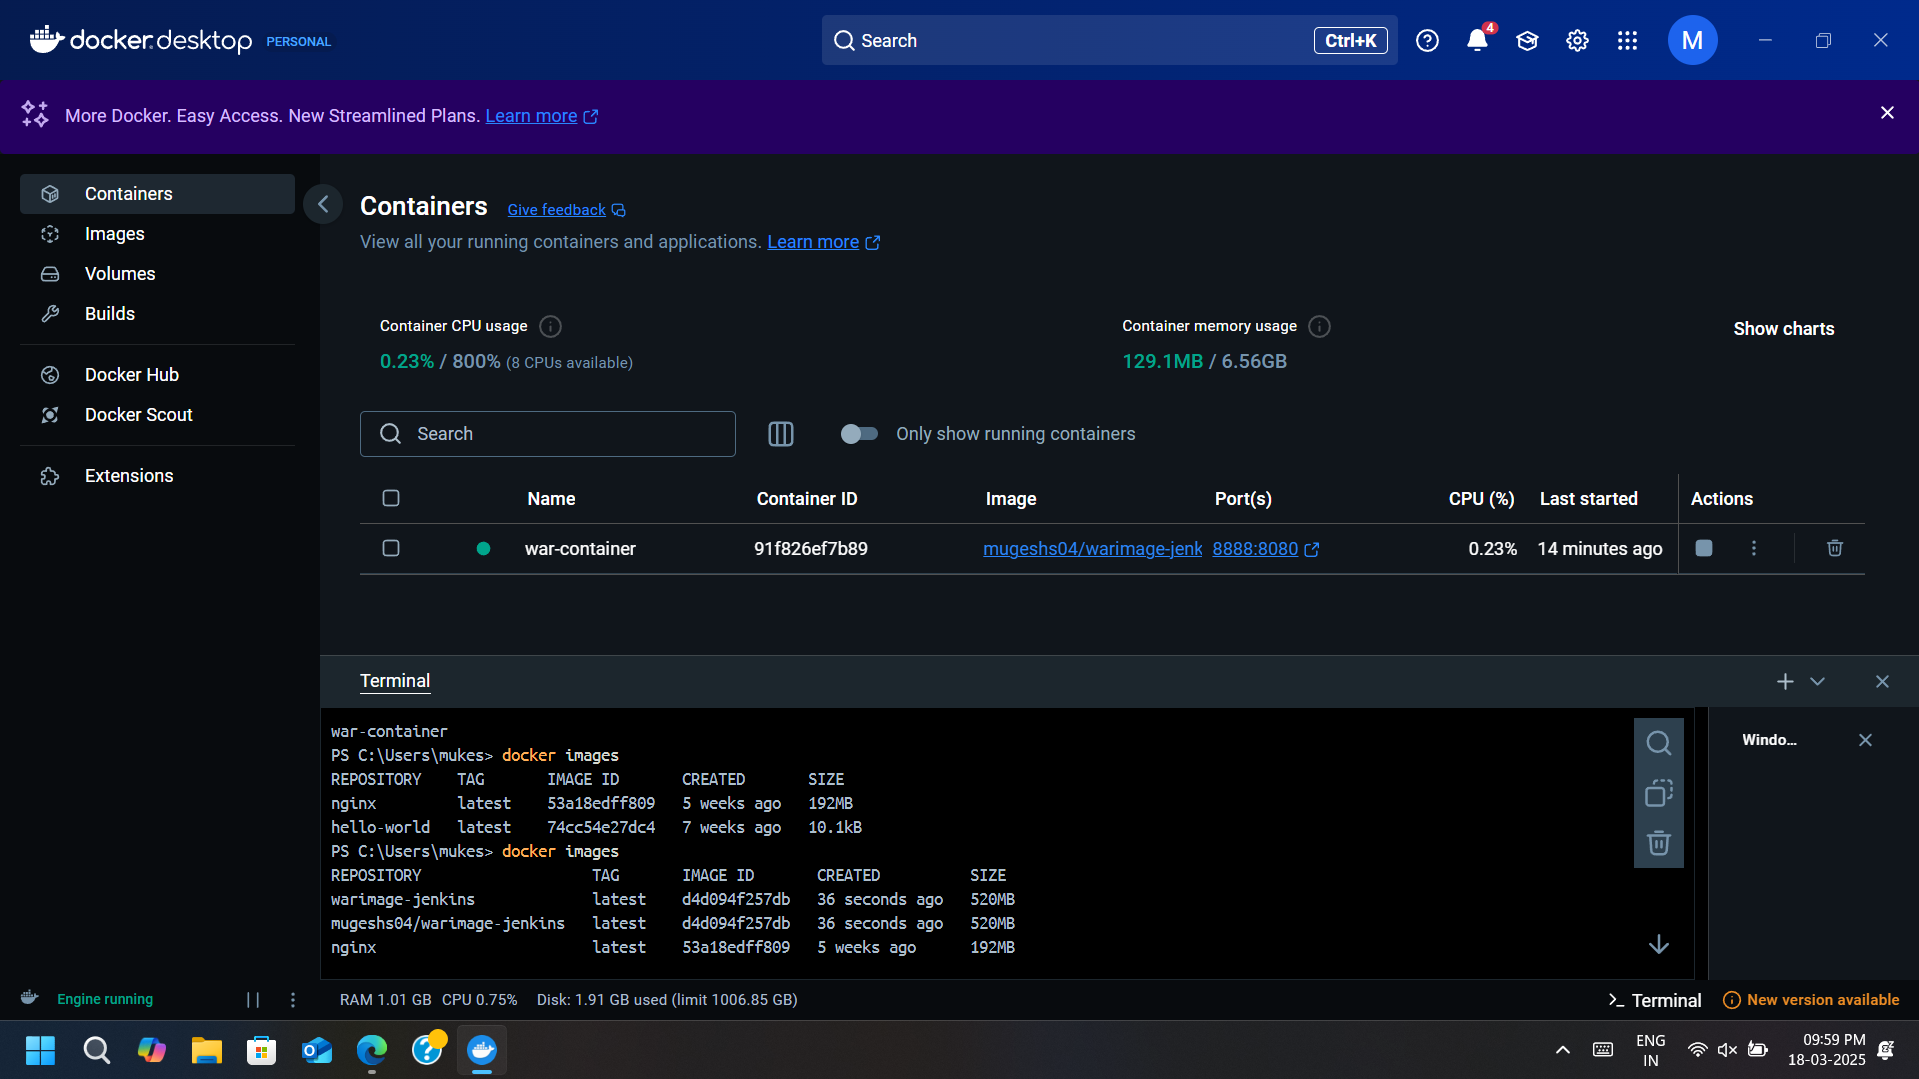 docker.desktop PERSONAL
Search Ctrl+K
4
M
More Docker. Easy Access. New Streamlined Plans. Learn more
Containers
Images
Volumes
Builds
Docker Hub
Docker Scout
Extensions
Containers Give feedback
View all your running containers and applications. Learn more
Container CPU usage
0.23% / 800% (8 CPUs available)
Container memory usage
129.1MB / 6.56GB
Show charts
Search
Only show running containers
Name Container ID Image Port(s) CPU (%) Last started Actions
war-container 91f826ef7b89 mugeshs04/warimage-jenk 8888:8080 0.23% 14 minutes ago
Terminal
war-container
PS C:\Users\mukes> docker images
REPOSITORY TAG IMAGE ID CREATED SIZE
nginx latest 53a18edff809 5 weeks ago 192MB
hello-world latest 74cc54e27dc4 7 weeks ago 10.1kB
PS C:\Users\mukes> docker images
REPOSITORY TAG IMAGE ID CREATED SIZE
warimage-jenkins latest d4d094f257db 36 seconds ago 520MB
mugeshs04/warimage-jenkins latest d4d094f257db 36 seconds ago 520MB
nginx latest 53a18edff809 5 weeks ago 192MB
Windo...
Engine running
RAM 1.01 GB CPU 0.75% Disk: 1.91 GB used (limit 1006.85 GB)
Terminal
New version available
ENG
IN
09:59 PM
18-03-2025